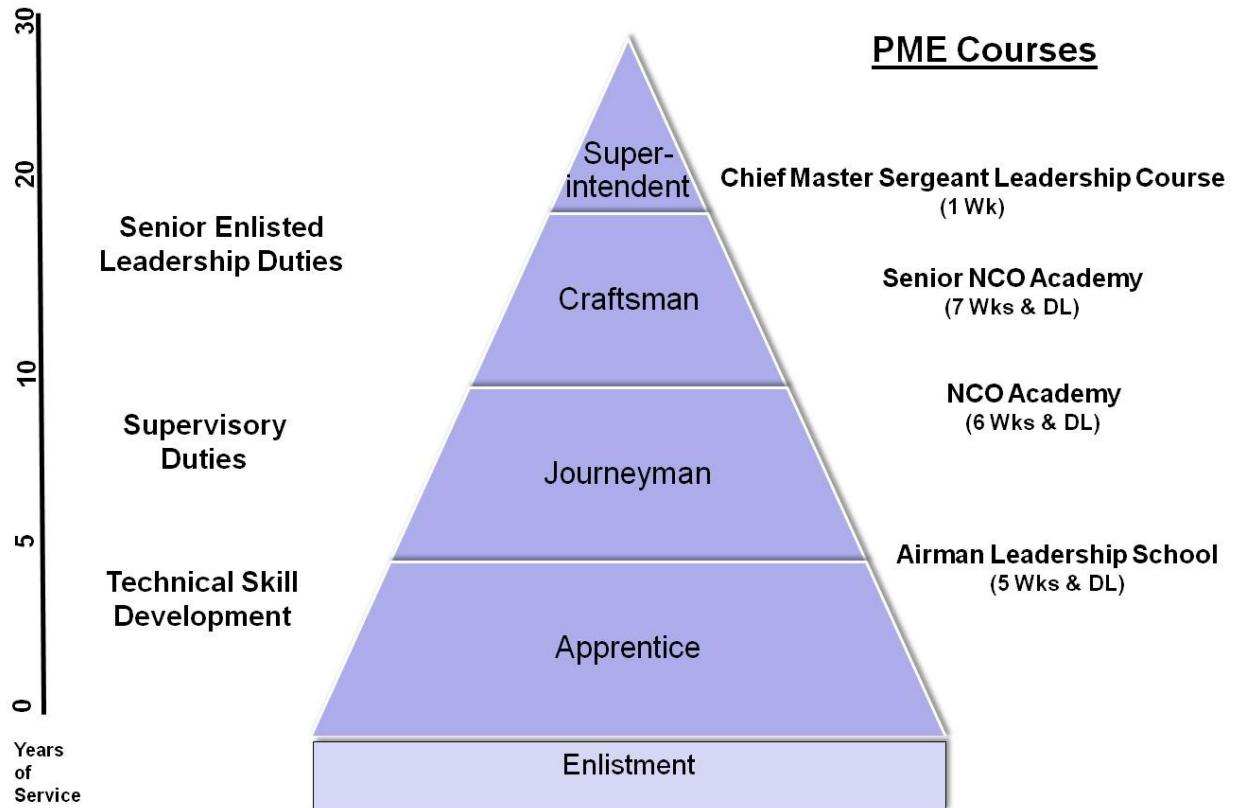 30
PME Courses
Super-
intendent
20
Chief Master Sergeant Leadership Course
(1 Wk)
Senior Enlisted
Leadership Duties
Craftsman
Senior NCO Academy
(7 Wks & DL)
10
NCO Academy
(6 Wks & DL)
Supervisory
Duties
Journeyman
5
Airman Leadership School
(5 Wks & DL)
Technical Skill
Development
Apprentice
0
Years
of
Service
Enlistment